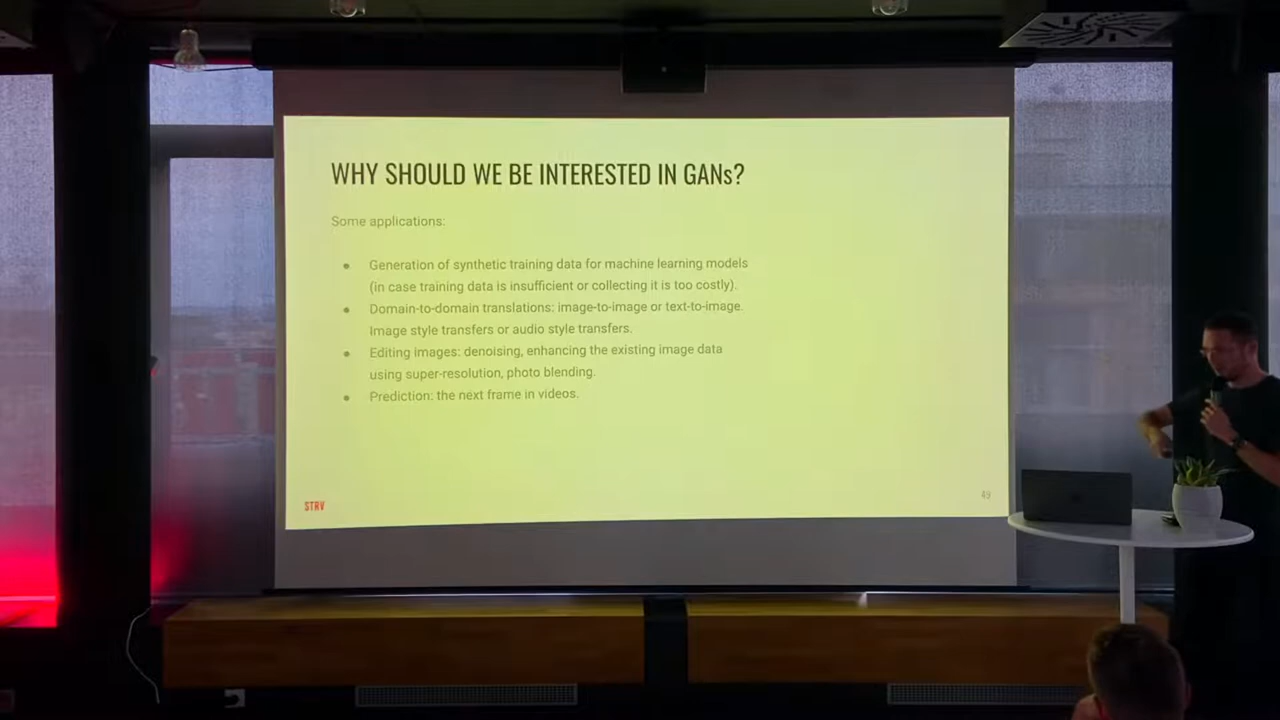 WHY SHOULD WE BE INTERESTED IN GANs?
Some applications:
● Generation of synthetic training data for machine learning models
(in case training data is insufficient or collecting it is too costly).
● Domain-to-domain translations: image-to-image or text-to-image.
Image style transfers or audio style transfers.
● Editing images: denoising, enhancing the existing image data
using super-resolution, photo blending.
● Prediction: the next frame in videos.
STRV
49